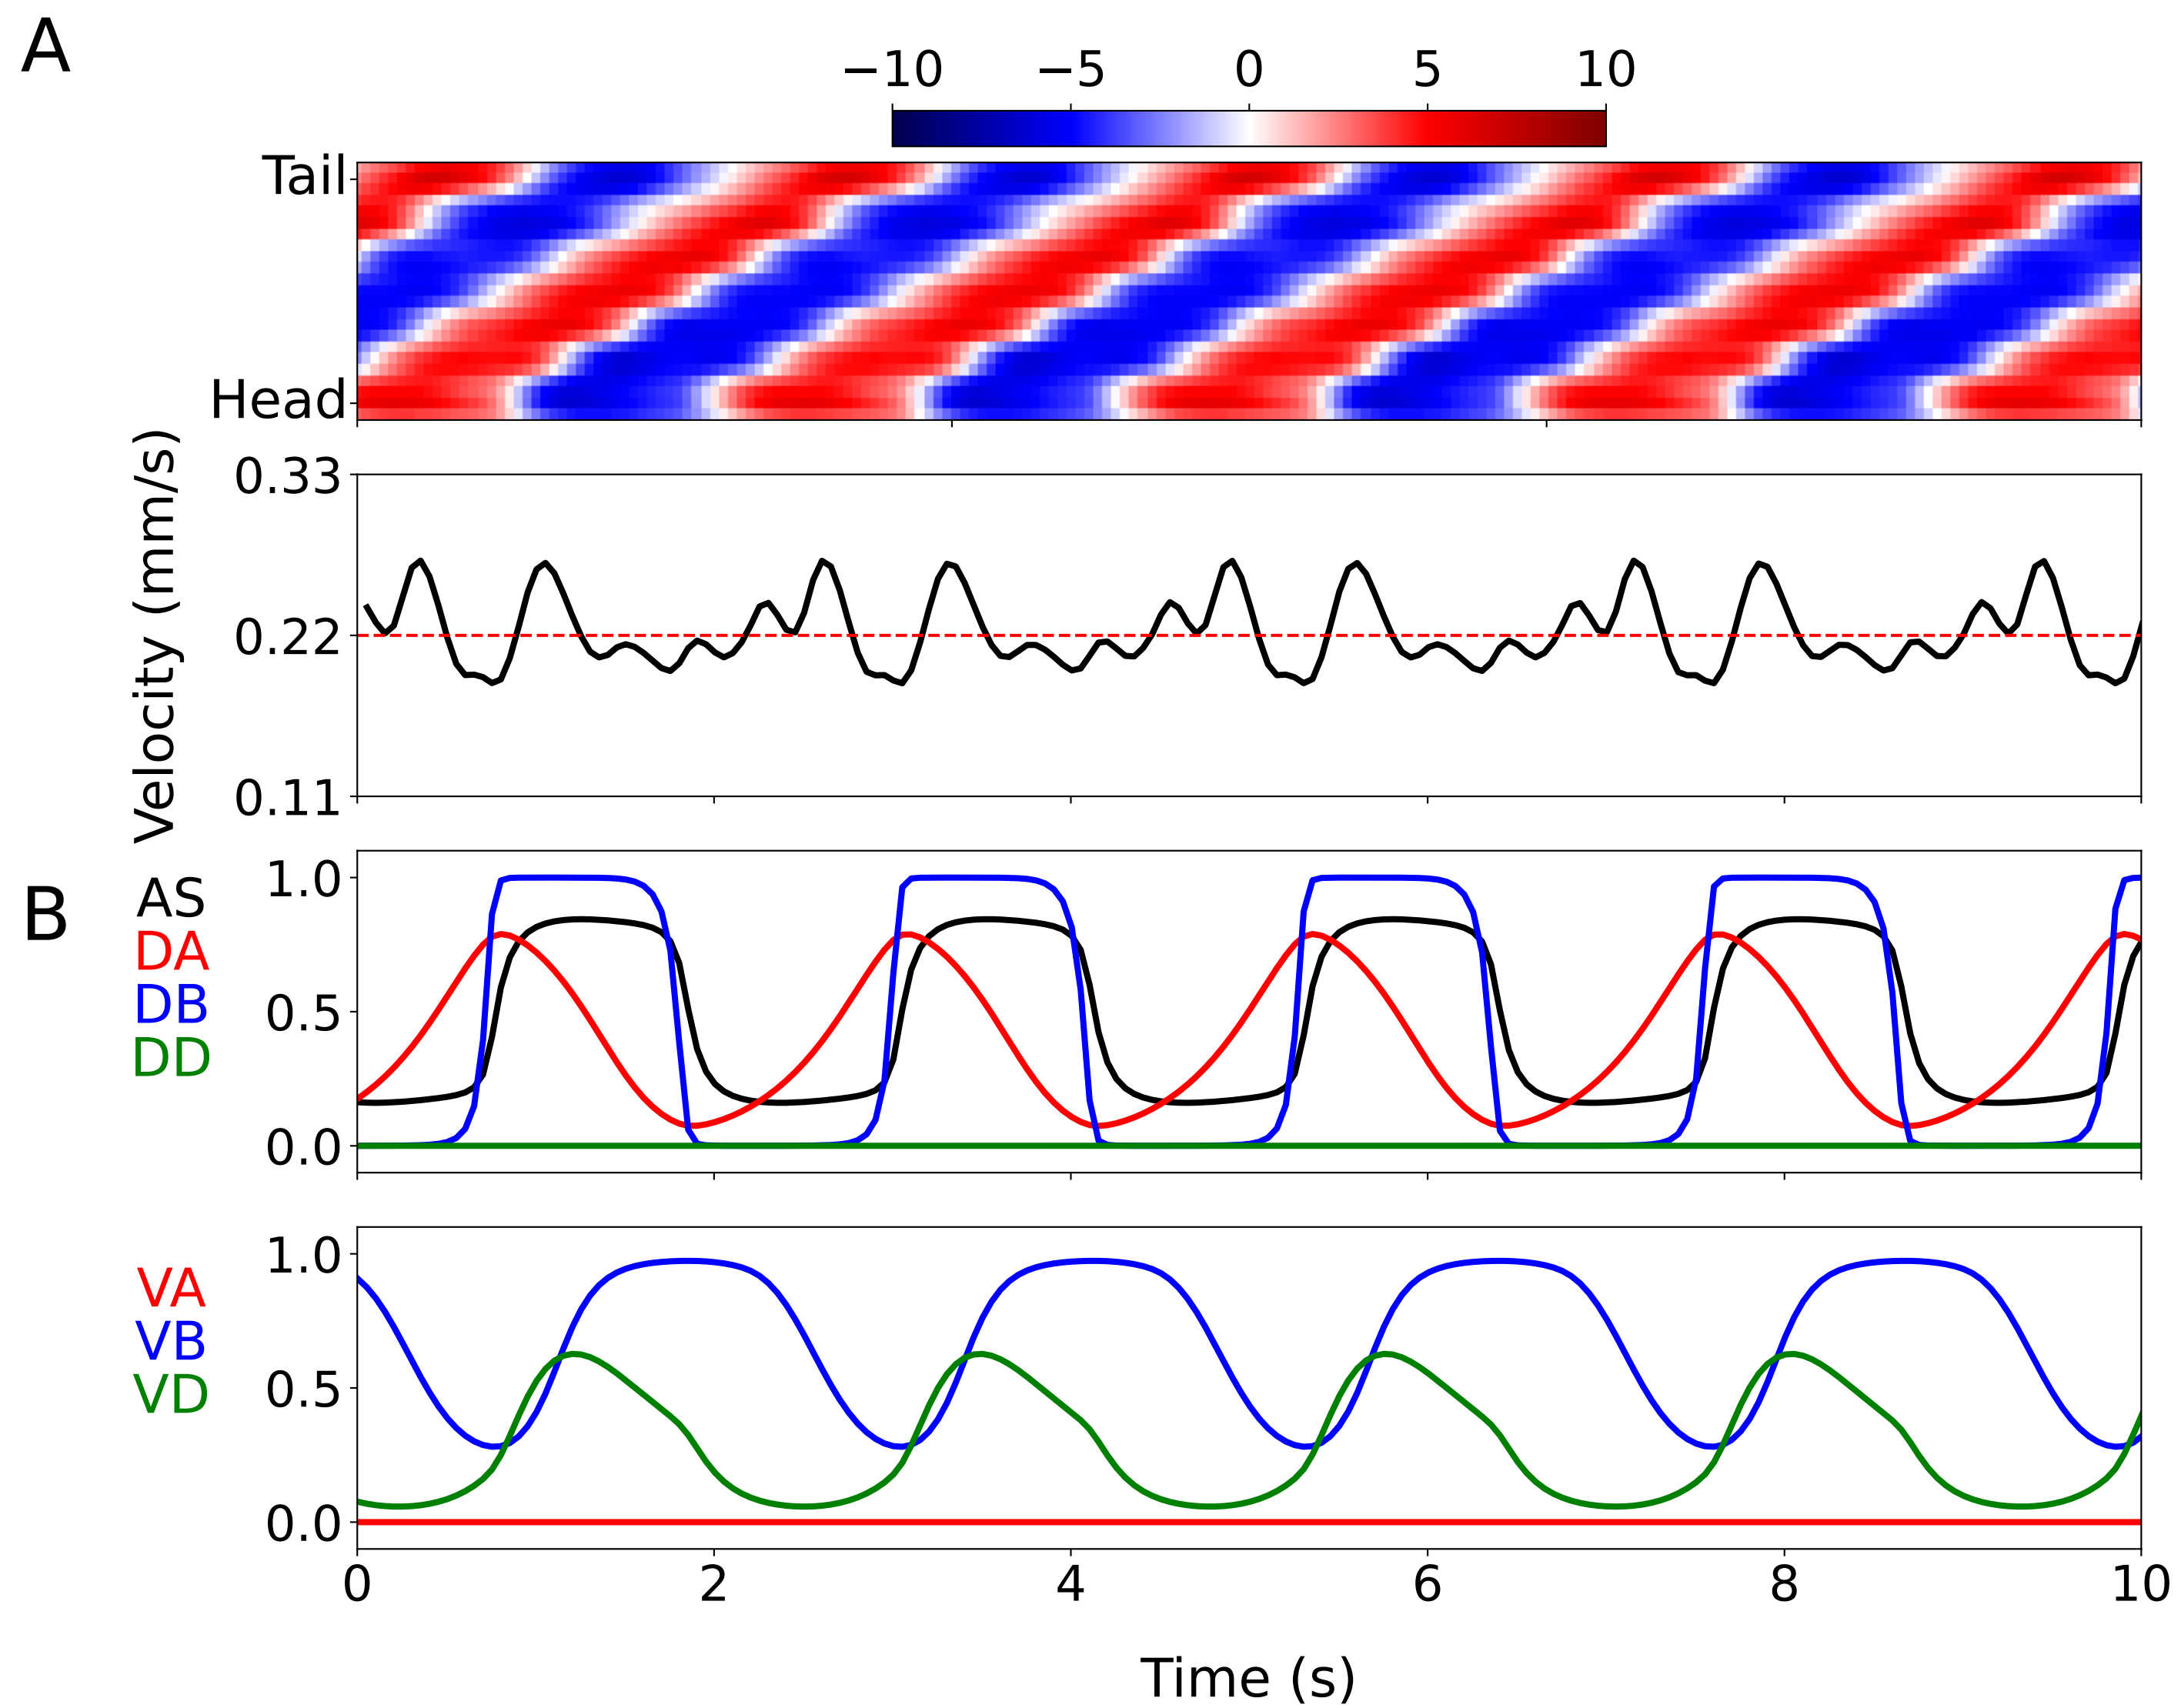 A
−10 −5 0 5 10
Tail
Head
Velocity (mm/s)
0.33
0.22
0.11
B
AS
DA
DB
DD
1.0
0.5
0.0
VA
VB
VD
1.0
0.5
0.0
0 2 4 6 8 10
Time (s)